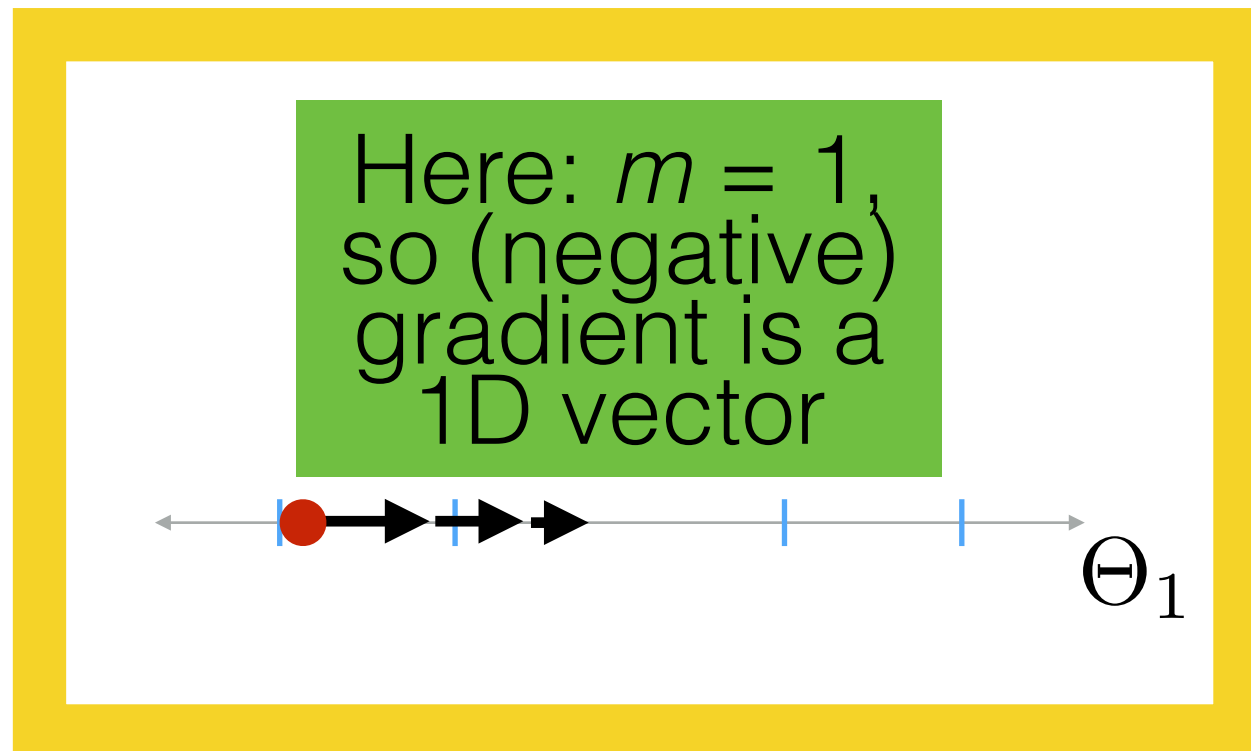 Here: m = 1,
so (negative)
gradient is a
1D vector
Θ₁